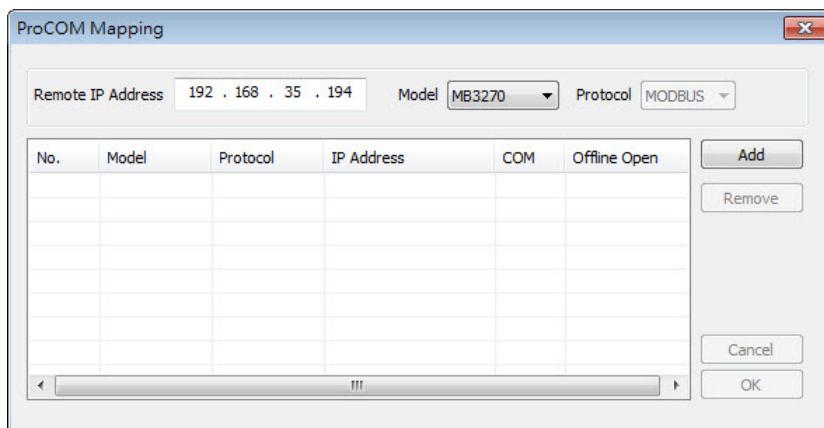 ProCOM Mapping
Remote IP Address 192 . 168 . 35 . 194 Model MB3270 Protocol MODBUS
No. Model Protocol IP Address COM Offline Open Add
Remove
Cancel
OK